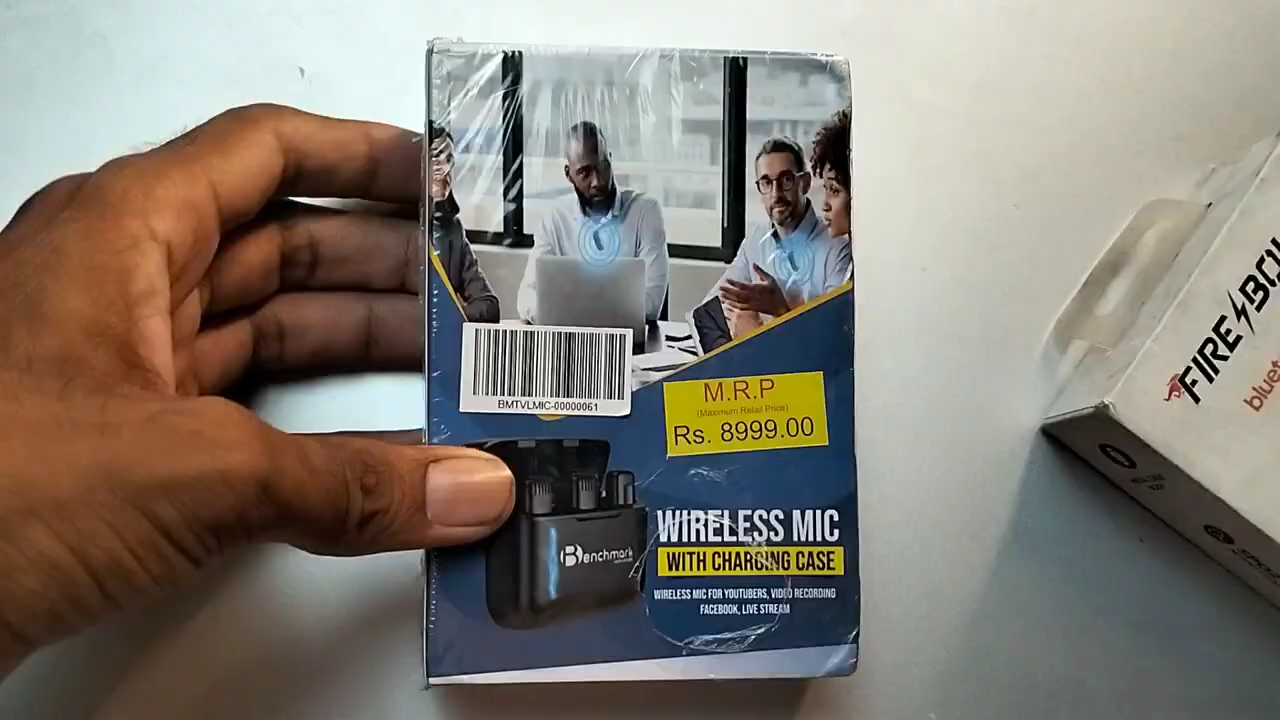 BMTVLMIC-00000061
M.R.P
(Maximum Retail Price)
Rs. 8999.00
Benchmark
WIRELESS MIC
WITH CHARGING CASE
WIRELESS MIC FOR YOUTUBERS, VIDEO RECORDING
FACEBOOK, LIVE STREAM
FIRE
bluet